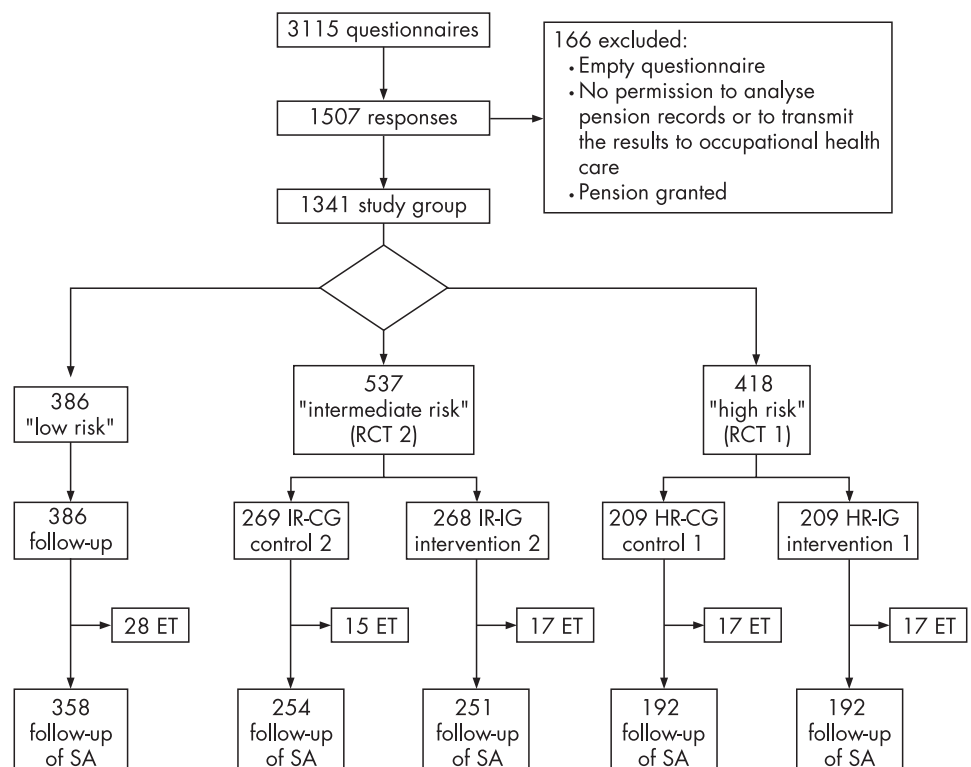 3115 questionnaires
166 excluded:
• Empty questionnaire
• No permission to analyse
pension records or to transmit
the results to occupational health
care
• Pension granted
1507 responses
1341 study group
386
"low risk"
537
"intermediate risk"
(RCT 2)
418
"high risk"
(RCT 1)
386
follow-up
269 IR-CG
control 2
268 IR-IG
intervention 2
209 HR-CG
control 1
209 HR-IG
intervention 1
28 ET
15 ET
17 ET
17 ET
17 ET
358
follow-up
of SA
254
follow-up
of SA
251
follow-up
of SA
192
follow-up
of SA
192
follow-up
of SA